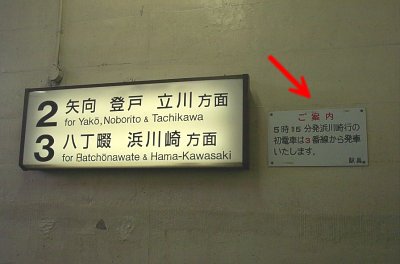 2 矢向 登戸 立川方面
for Yakō, Noborito & Tachikawa
3 八丁畷 浜川崎方面
for Hatchōnawate & Hama-Kawasaki
ご案内
5時15分発浜川崎行の
初電車は3番線から発車
いたします。
駅長